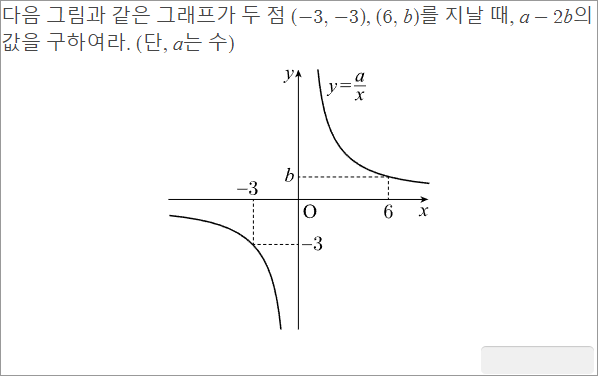 다음 그림과 같은 그래프가 두 점 (−3, −3), (6, b)를 지날 때, a − 2b의
값을 구하여라. (단, a는 수)
y
y=a/x
b
−3
O
6
x
−3